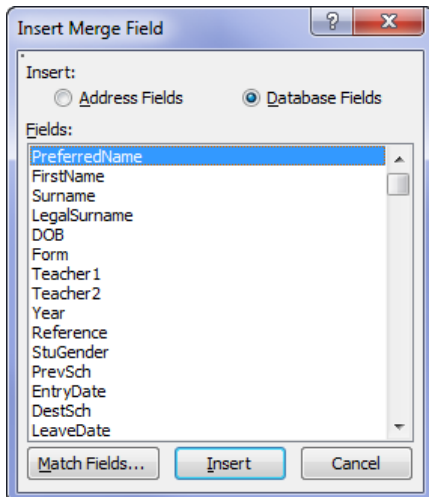 Insert Merge Field
Insert:
Address Fields Database Fields
Fields:
PreferredName
FirstName
Surname
LegalSurname
DOB
Form
Teacher1
Teacher2
Year
Reference
StuGender
PrevSch
EntryDate
DestSch
LeaveDate
Match Fields... Insert Cancel